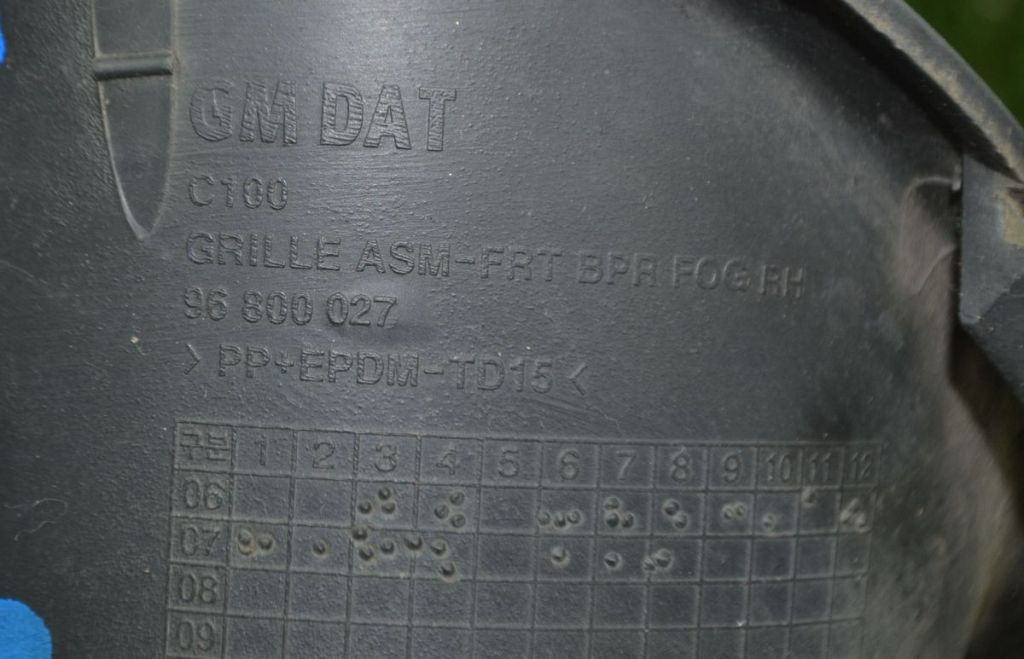 GM DAT
C100
GRILLE ASM-FRT BPR FOG RH
96 800 027
> PP+EPDM-TD15 <
구분 1 2 3 4 5 6 7 8 9 10 11 12
06
07
08
09